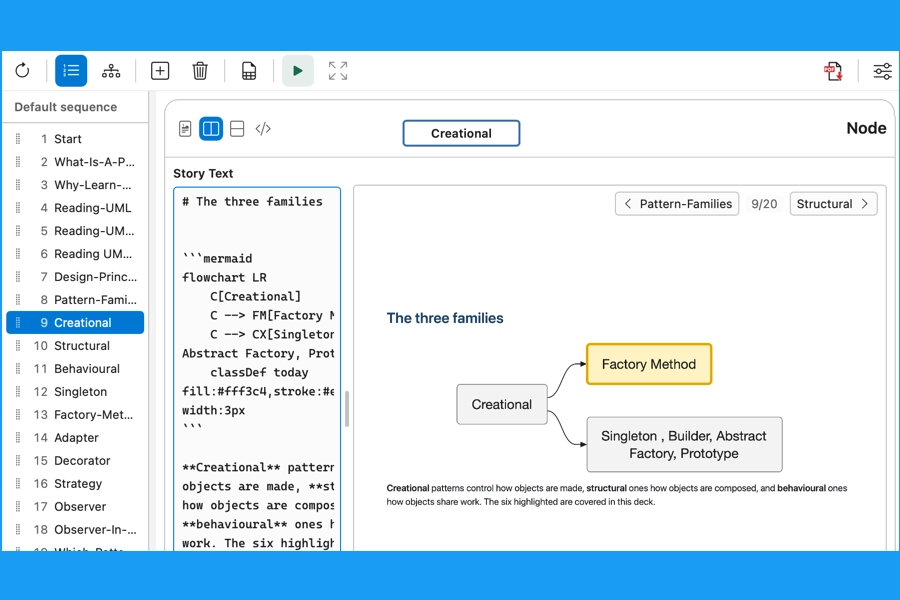 PDF
Default sequence
1 Start
2 What-Is-A-P...
3 Why-Learn-...
4 Reading-UML
5 Reading-UM...
6 Reading UM...
7 Design-Princ...
8 Pattern-Fami...
9 Creational
10 Structural
11 Behavioural
12 Singleton
13 Factory-Met...
14 Adapter
15 Decorator
16 Strategy
17 Observer
18 Observer-In-...
Creational
Node
Story Text
# The three families
```mermaid
flowchart LR
C[Creational]
C --> FM[Factory
C --> CX[Singleton
Abstract Factory, Prot
classDef today
fill:#fff3c4,stroke:#e
width:3px
```
**Creational** pattern
objects are made, **st
how objects are compos
**behavioural** ones h
work. The six highligh
Pattern-Families
9/20
Structural
The three families
Creational
Factory Method
Singleton , Builder, Abstract
Factory, Prototype
Creational patterns control how objects are made, structural ones how objects are composed, and behavioural ones
how objects share work. The six highlighted are covered in this deck.